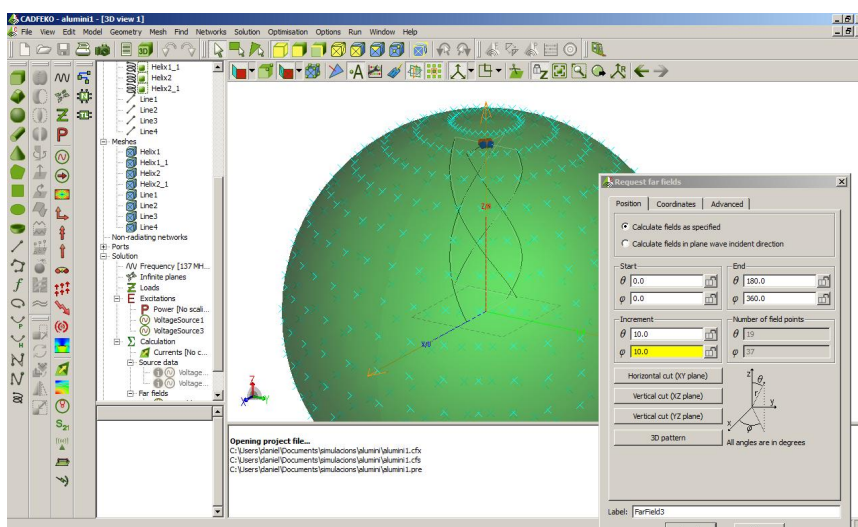 CADFEKO - alumini1 - [3D view 1]
File View Edit Model Geometry Mesh Find Networks Solution Optimisation Options Run Window Help
Helix1_1
Helix2
Helix2_1
Line1
Line2
Line3
Line4
Meshes
Helix1
Helix1_1
Helix2
Helix2_1
Line1
Line2
Line3
Line4
Non-radiating networks
Ports
Solution
Frequency [137 MH...
Infinite planes
Loads
Excitations
Power [No scali...
VoltageSource1
VoltageSource3
Calculation
Currents [No c...
Source data
Voltage...
Voltage...
Far fields
Z/N
X/U
Z
X
Y
Opening project file...
C:\Users\daniel\Documents\simulacions\alumini\alumini1.cfx
C:\Users\daniel\Documents\simulacions\alumini\alumini1.cfs
C:\Users\daniel\Documents\simulacions\alumini\alumini1.pre
Request far fields
Position Coordinates Advanced
Calculate fields as specified
Calculate fields in plane wave incident direction
Start End
θ 0.0 θ 180.0
φ 0.0 φ 360.0
Increment Number of field points
θ 10.0 θ 19
φ 10.0 φ 37
Horizontal cut (XY plane)
Vertical cut (XZ plane)
Vertical cut (YZ plane)
3D pattern
z θ r y x φ
All angles are in degrees
Label: FarField3